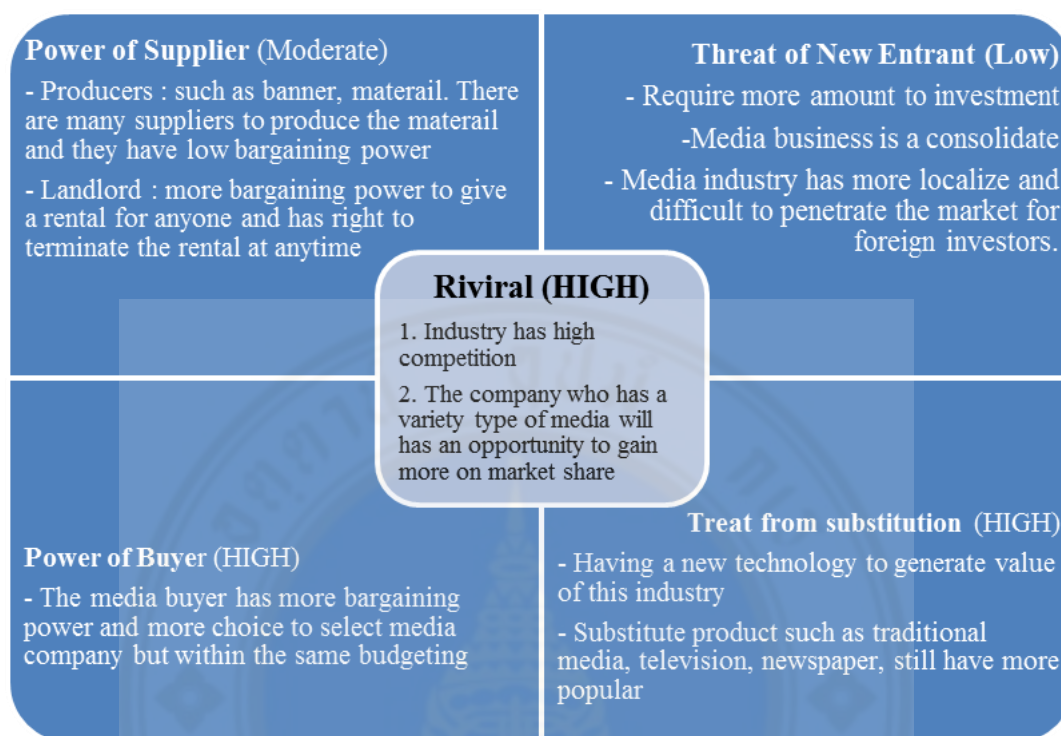 Power of Supplier (Moderate)
- Producers : such as banner, materail. There
are many suppliers to produce the materail
and they have low bargaining power
- Landlord : more bargaining power to give
a rental for anyone and has right to
terminate the rental at anytime
Threat of New Entrant (Low)
- Require more amount to investment
-Media business is a consolidate
- Media industry has more localize and
difficult to penetrate the market for
foreign investors.
Riviral (HIGH)
1. Industry has high
competition
2. The company who has a
variety type of media will
has an opportunity to gain
more on market share
Power of Buyer (HIGH)
- The media buyer has more bargaining
power and more choice to select media
company but within the same budgeting
Treat from substitution (HIGH)
- Having a new technology to generate value
of this industry
- Substitute product such as traditional
media, television, newspaper, still have more
popular